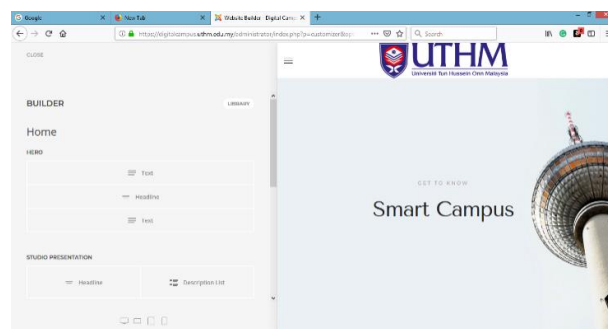 Google
New Tab
Website Builder - Digital Camp
https://digitalcampus.uthm.edu.my/administrator/index.php?p=customizer&op
Search
CLOSE
UTHM
Universiti Tun Hussein Onn Malaysia
BUILDER
LIBRARY
Home
HERO
Text
Headline
Text
GET TO KNOW
Smart Campus
STUDIO PRESENTATION
Headline
Description List